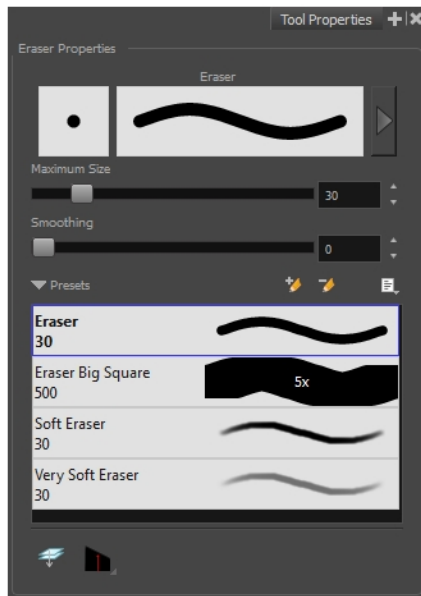 Tool Properties
Eraser Properties
Eraser
Maximum Size
30
Smoothing
0
Presets
Eraser
30
Eraser Big Square
500
5x
Soft Eraser
30
Very Soft Eraser
30